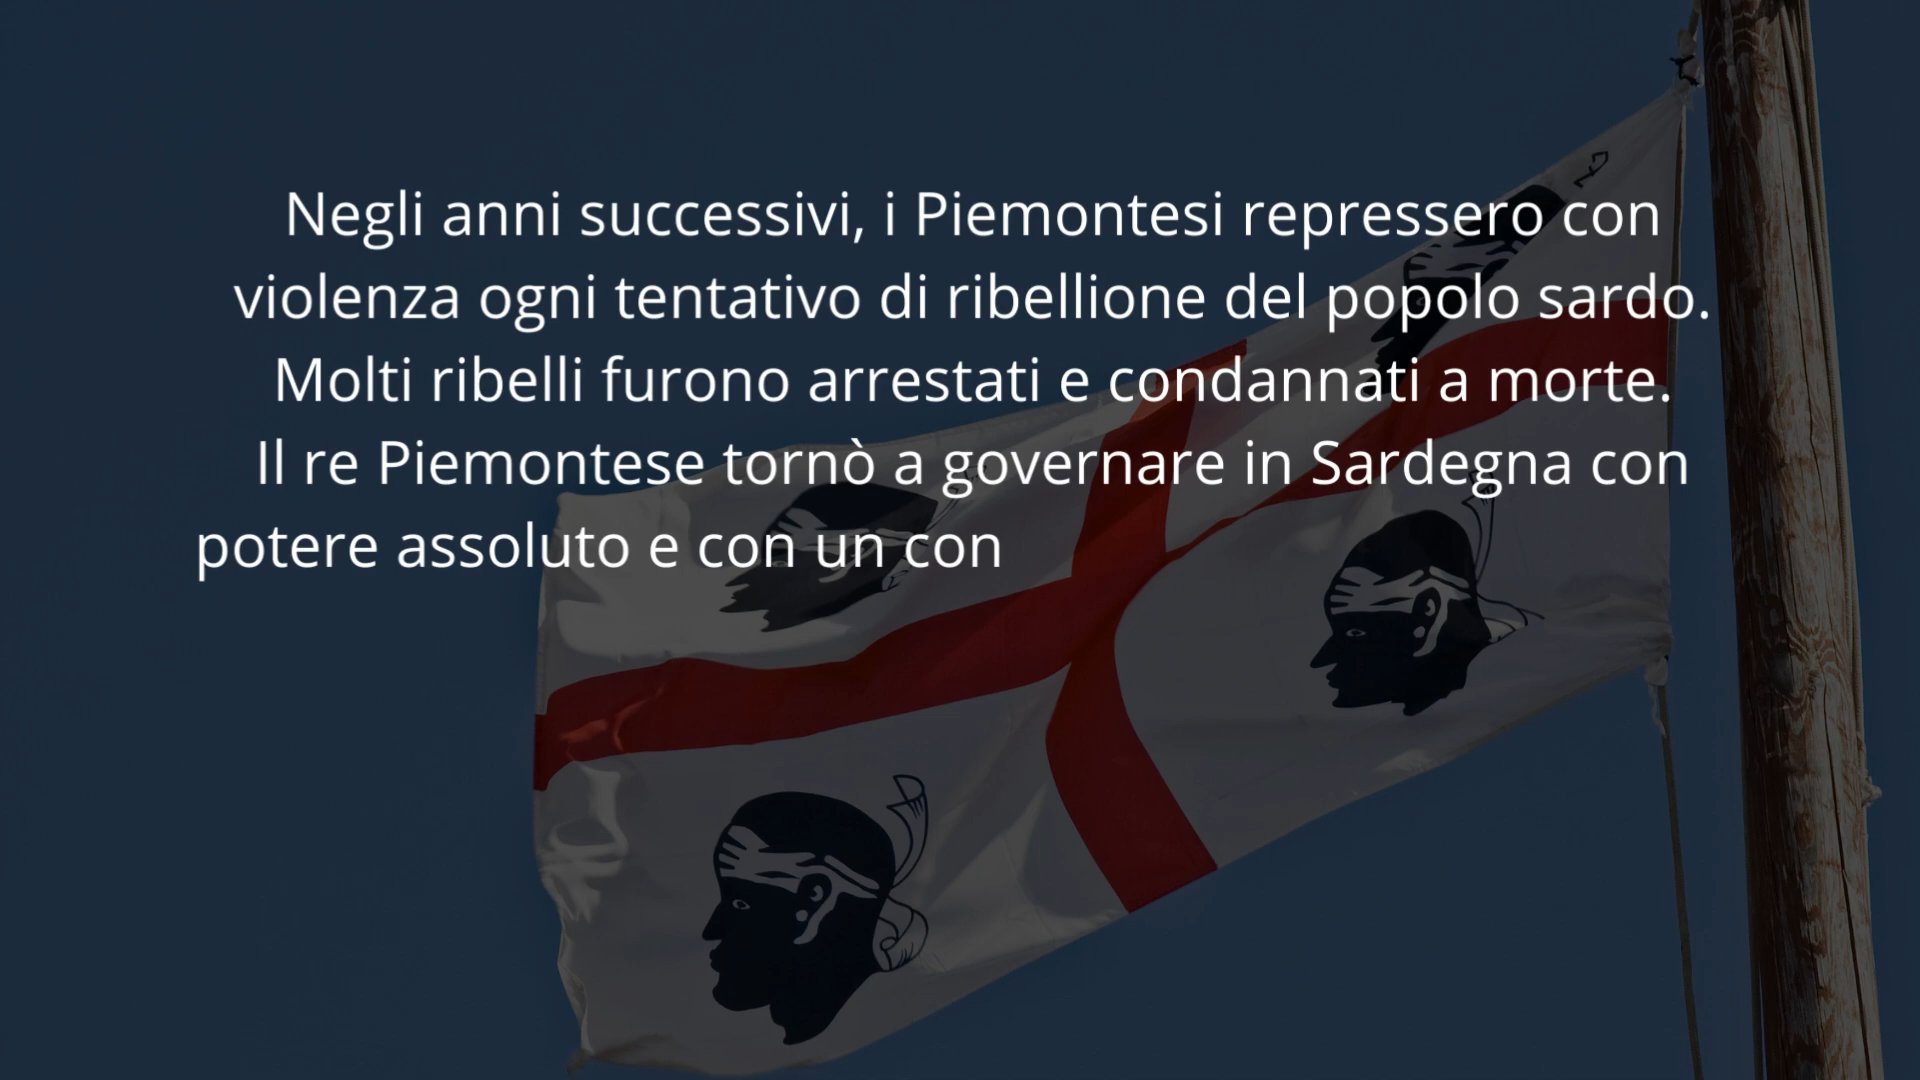 Negli anni successivi, i Piemontesi repressero con
violenza ogni tentativo di ribellione del popolo sardo.
Molti ribelli furono arrestati e condannati a morte.
Il re Piemontese tornò a governare in Sardegna con
potere assoluto e con un con